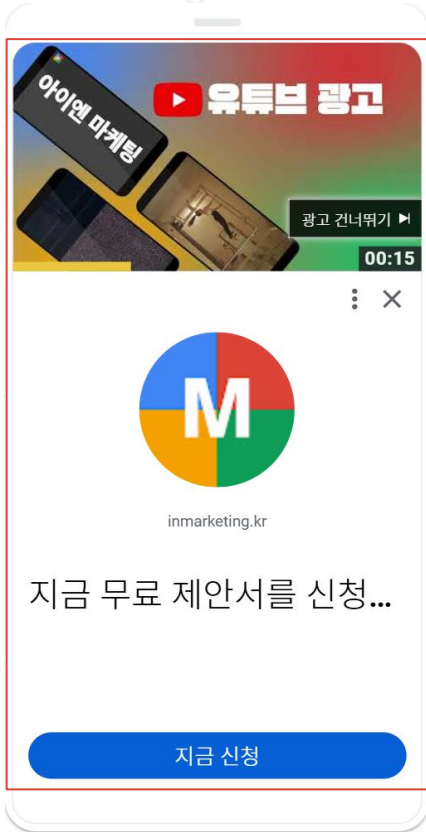 아이엔 마케팅
유튜브 광고
광고 건너뛰기
00:15
M
inmarketing.kr
지금 무료 제안서를 신청...
지금 신청